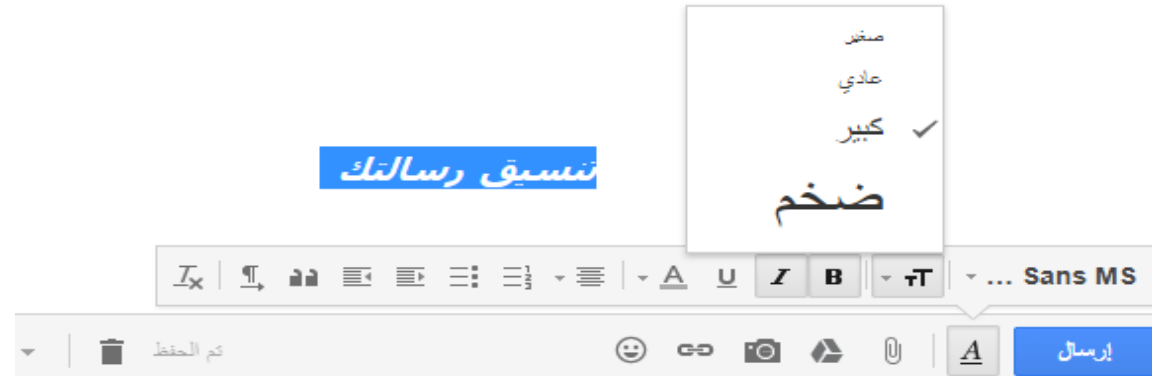 صغير
عادي
كبير
ضخم
تنسيق رسالتك
Sans MS ...
إرسال
تم الحفظ